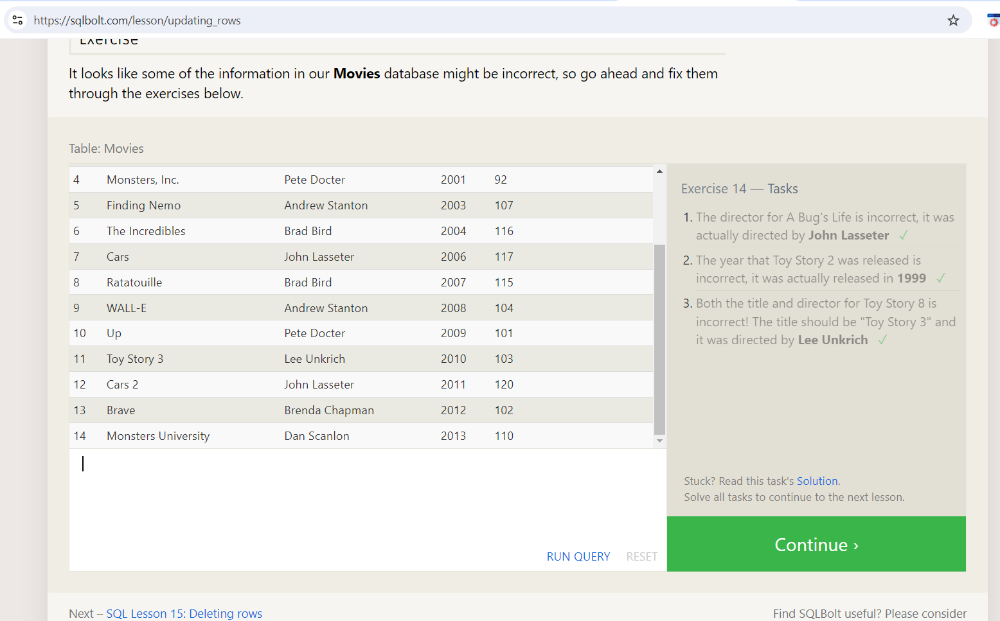 https://sqlbolt.com/lesson/updating_rows
Exercise
It looks like some of the information in our Movies database might be incorrect, so go ahead and fix them
through the exercises below.
Table: Movies
4 Monsters, Inc. Pete Docter 2001 92
5 Finding Nemo Andrew Stanton 2003 107
6 The Incredibles Brad Bird 2004 116
7 Cars John Lasseter 2006 117
8 Ratatouille Brad Bird 2007 115
9 WALL-E Andrew Stanton 2008 104
10 Up Pete Docter 2009 101
11 Toy Story 3 Lee Unkrich 2010 103
12 Cars 2 John Lasseter 2011 120
13 Brave Brenda Chapman 2012 102
14 Monsters University Dan Scanlon 2013 110
RUN QUERY RESET
Exercise 14 — Tasks
1. The director for A Bug's Life is incorrect, it was
actually directed by John Lasseter ✓
2. The year that Toy Story 2 was released is
incorrect, it was actually released in 1999 ✓
3. Both the title and director for Toy Story 8 is
incorrect! The title should be "Toy Story 3" and
it was directed by Lee Unkrich ✓
Stuck? Read this task's Solution.
Solve all tasks to continue to the next lesson.
Continue ›
Next – SQL Lesson 15: Deleting rows
Find SQLBolt useful? Please consider